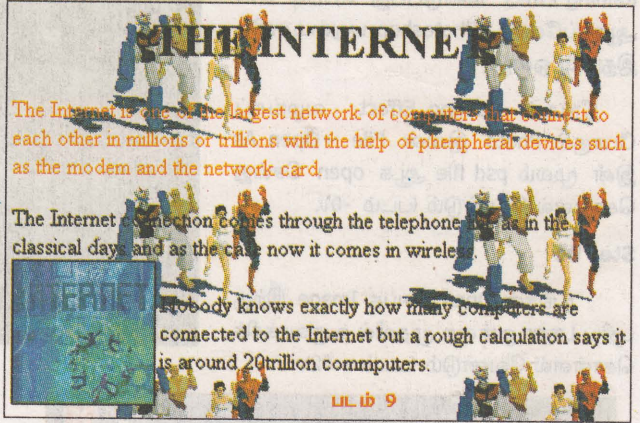 THE INTERNET
The Internet is one of the largest network of computers that connect to
each other in millions or trillions with the help of pheripheral devices such
as the modem and the network card.
The Internet connection comes through the telephone line as in the
classical days and as the case now it comes in wireless.
INTERNET
Nobody knows exactly how many computers are
connected to the Internet but a rough calculation says it
is around 20trillion commputers.
படம் 9